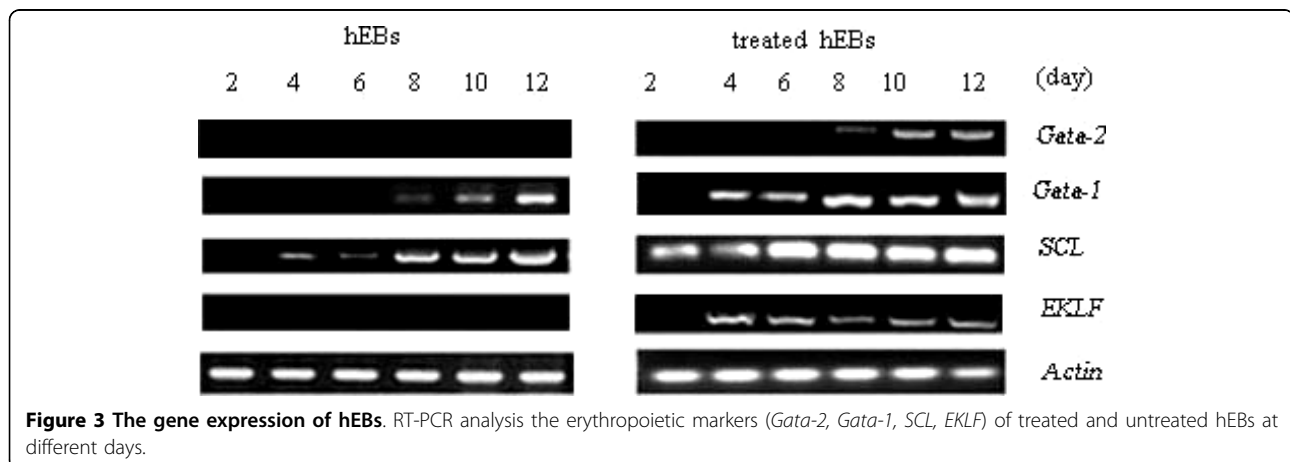 hEBs treated hEBs
2 4 6 8 10 12 2 4 6 8 10 12 (day)
Gata-2
Gata-1
SCL
EKLF
Actin
Figure 3 The gene expression of hEBs. RT-PCR analysis the erythropoietic markers (Gata-2, Gata-1, SCL, EKLF) of treated and untreated hEBs at
different days.